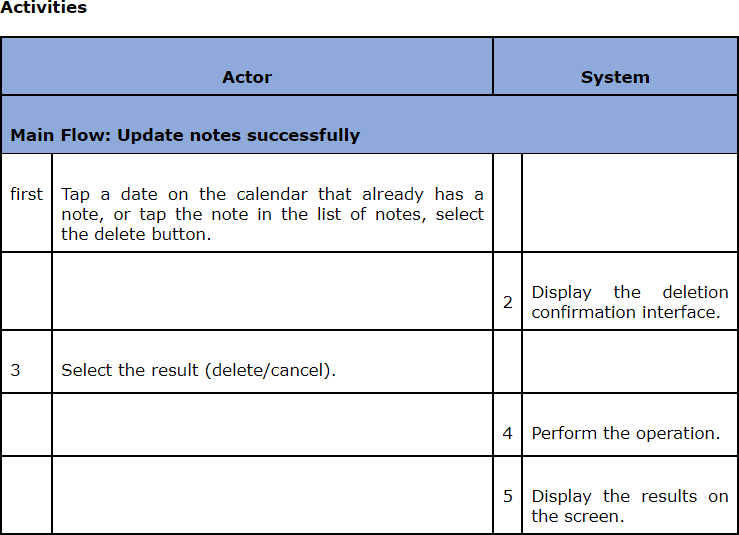 Activities
Actor
System
Main Flow: Update notes successfully
first
Tap a date on the calendar that already has a
note, or tap the note in the list of notes, select
the delete button.
2
Display the deletion
confirmation interface.
3
Select the result (delete/cancel).
4
Perform the operation.
5
Display the results on
the screen.